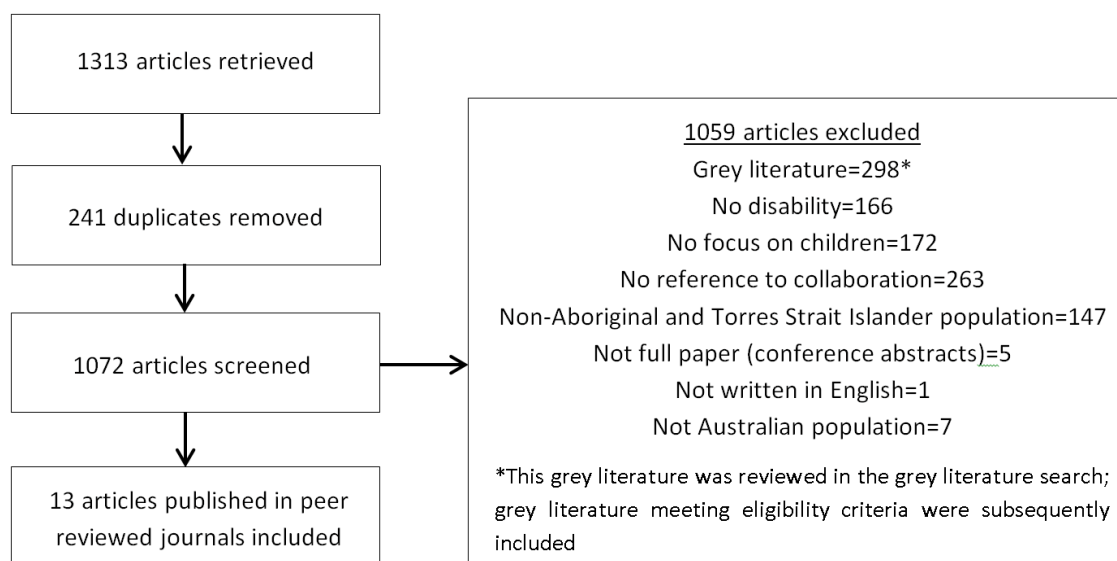 1313 articles retrieved
241 duplicates removed
1072 articles screened
13 articles published in peer
reviewed journals included
1059 articles excluded
Grey literature=298*
No disability=166
No focus on children=172
No reference to collaboration=263
Non-Aboriginal and Torres Strait Islander population=147
Not full paper (conference abstracts)=5
Not written in English=1
Not Australian population=7
*This grey literature was reviewed in the grey literature search;
grey literature meeting eligibility criteria were subsequently
included